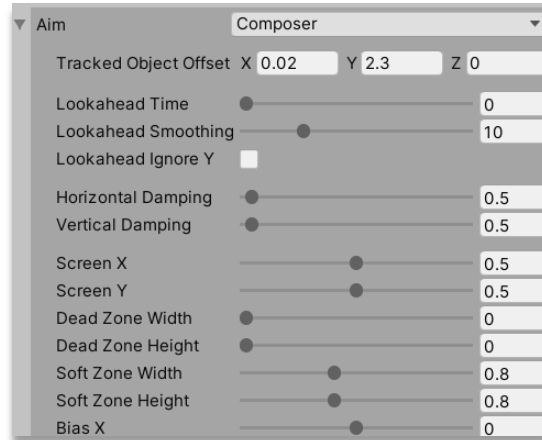 Aim Composer
Tracked Object Offset X 0.02 Y 2.3 Z 0
Lookahead Time 0
Lookahead Smoothing 10
Lookahead Ignore Y
Horizontal Damping 0.5
Vertical Damping 0.5
Screen X 0.5
Screen Y 0.5
Dead Zone Width 0
Dead Zone Height 0
Soft Zone Width 0.8
Soft Zone Height 0.8
Bias X 0